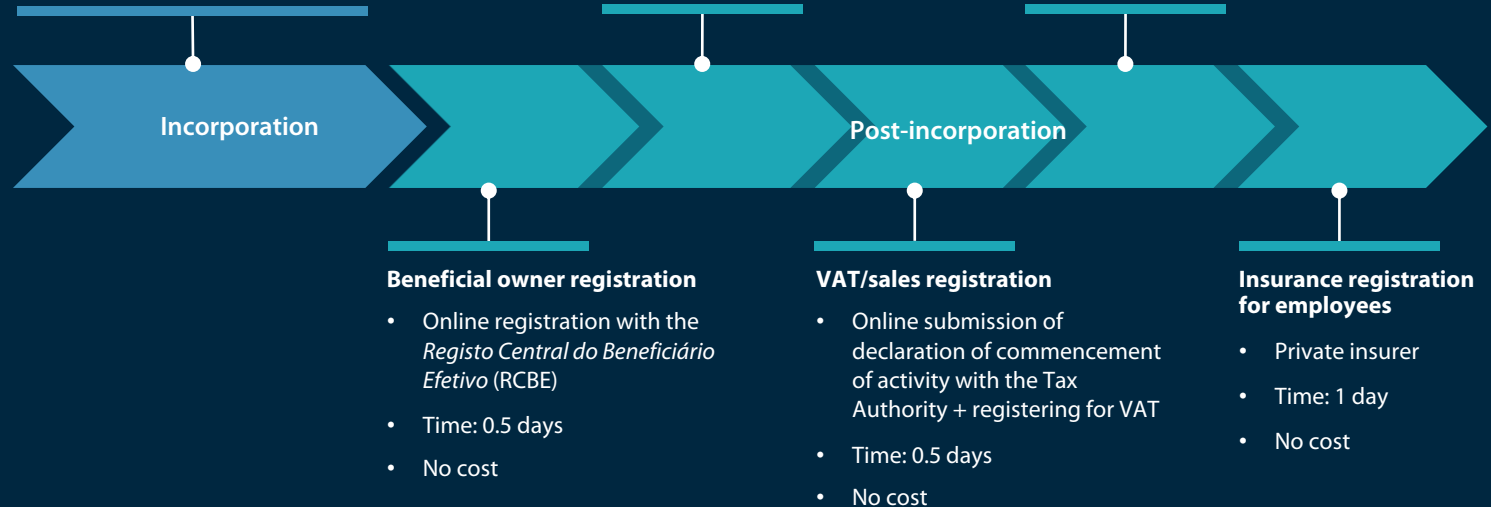 Incorporation
Post-incorporation
Beneficial owner registration
• Online registration with the
Registo Central do Beneficiário
Efetivo (RCBE)
• Time: 0.5 days
• No cost
VAT/sales registration
• Online submission of
declaration of commencement
of activity with the Tax
Authority + registering for VAT
• Time: 0.5 days
• No cost
Insurance registration
for employees
• Private insurer
• Time: 1 day
• No cost